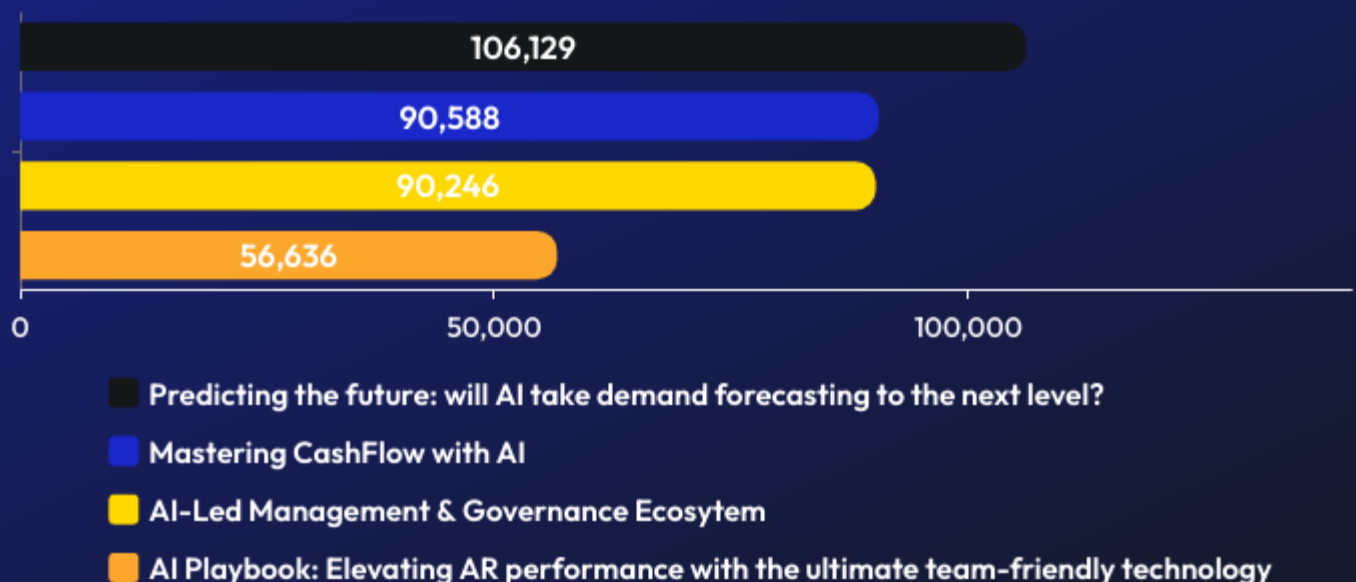 106,129
90,588
90,246
56,636
0 50,000 100,000
Predicting the future: will AI take demand forecasting to the next level?
Mastering CashFlow with AI
AI-Led Management & Governance Ecosytem
AI Playbook: Elevating AR performance with the ultimate team-friendly technology